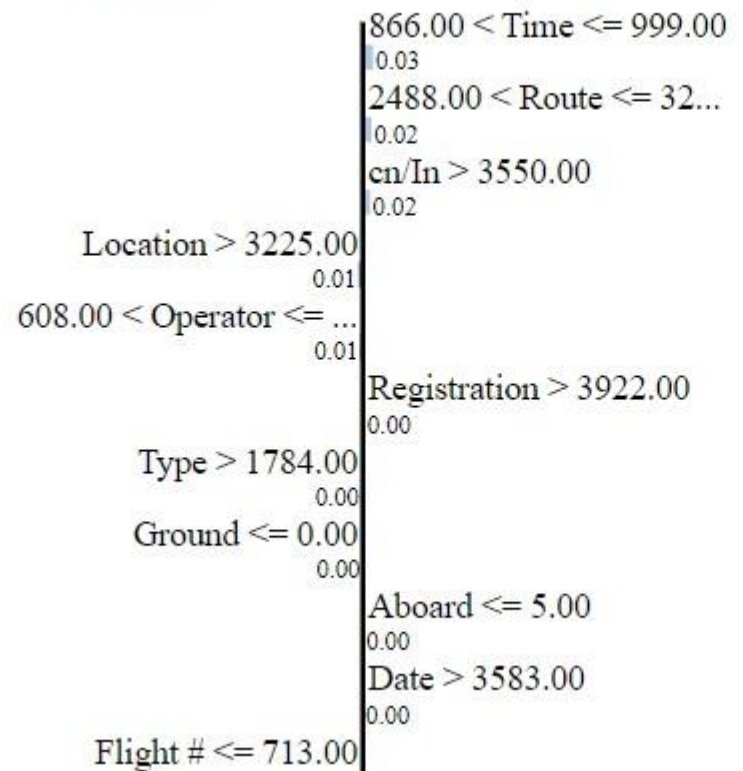 866.00 < Time <= 999.00
0.03
2488.00 < Route <= 32...
0.02
cn/In > 3550.00
0.02
Location > 3225.00
0.01
608.00 < Operator <= ...
0.01
Registration > 3922.00
0.00
Type > 1784.00
0.00
Ground <= 0.00
0.00
Aboard <= 5.00
0.00
Date > 3583.00
0.00
Flight # <= 713.00